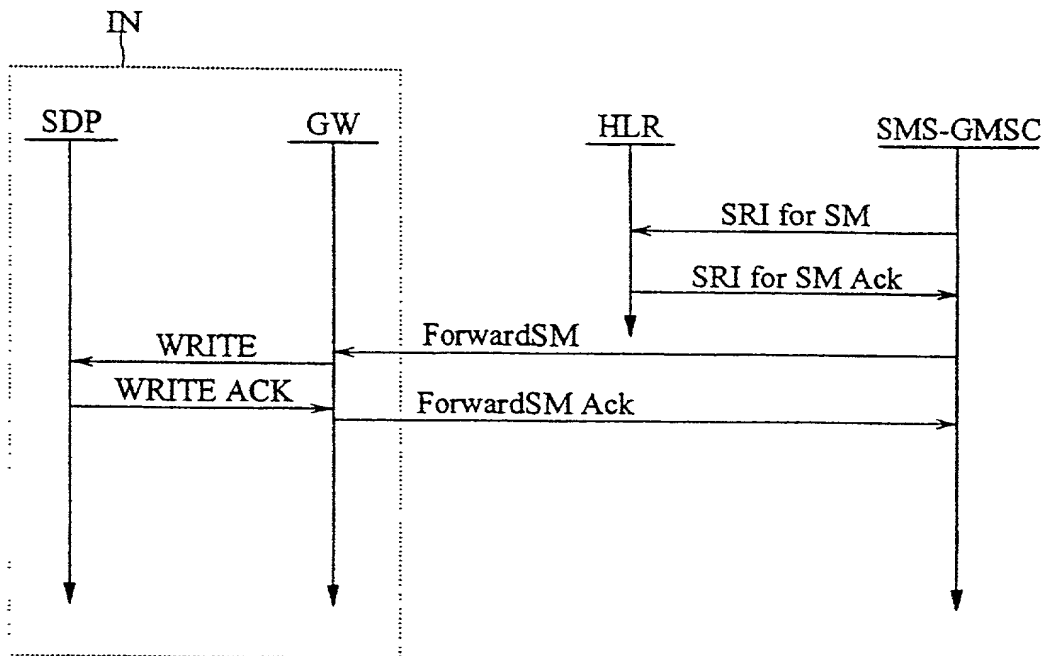 IN
SDP
GW
HLR
SMS-GMSC
SRI for SM
SRI for SM Ack
ForwardSM
WRITE
WRITE ACK
ForwardSM Ack